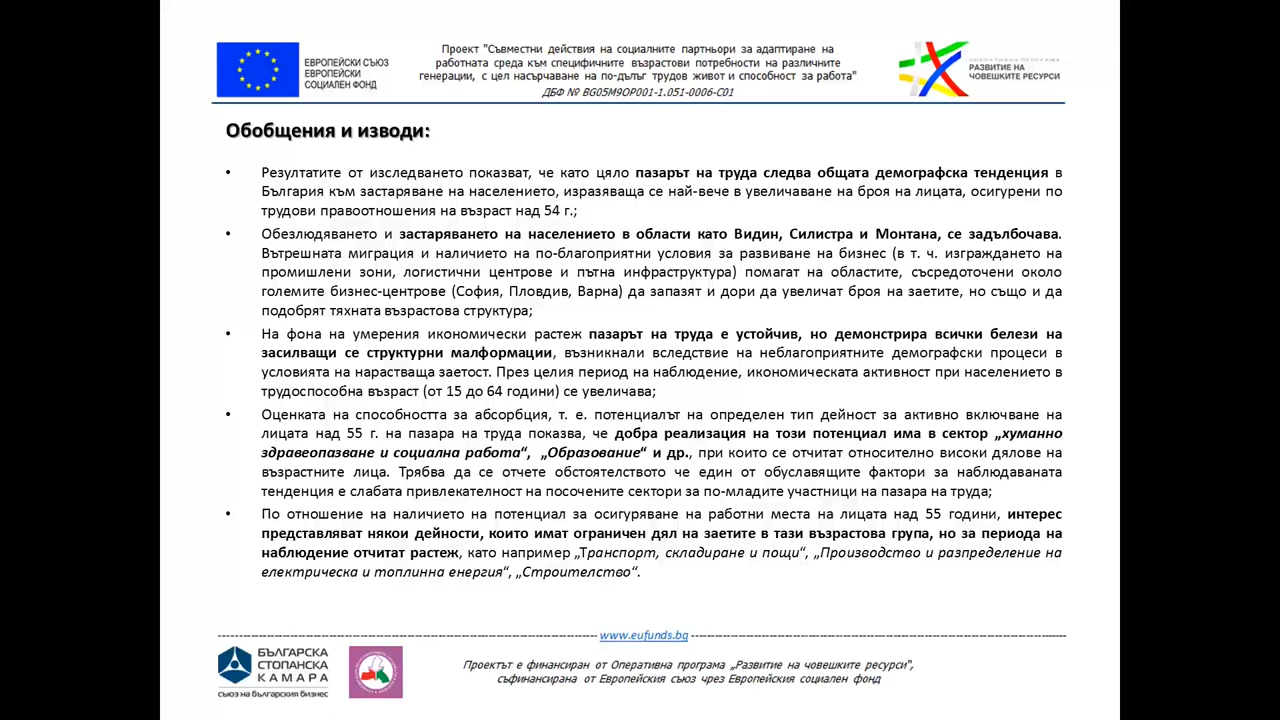 ЕВРОПЕЙСКИ СЪЮЗ
ЕВРОПЕЙСКИ
СОЦИАЛЕН ФОНД
Проект "Съвместни действия на социалните партньори за адаптиране на
работната среда към специфичните възрастови потребности на различните
генерации, с цел насърчаване на по-дълъг трудов живот и способност за работа"
ДБФ № BG05M9OP001-1.051-0006-C01
ОПЕРАТИВНА ПРОГРАМА
РАЗВИТИЕ НА
ЧОВЕШКИТЕ РЕСУРСИ
Обобщения и изводи:
• Резултатите от изследването показват, че като цяло пазарът на труда следва общата демографска тенденция в
България към застаряване на населението, изразяваща се най-вече в увеличаване на броя на лицата, осигурени по
трудови правоотношения на възраст над 54 г.;
• Обезлюдяването и застаряването на населението в области като Видин, Силистра и Монтана, се задълбочава.
Вътрешната миграция и наличието на по-благоприятни условия за развиване на бизнес (в т. ч. изграждането на
промишлени зони, логистични центрове и пътна инфраструктура) помагат на областите, съсредоточени около
големите бизнес-центрове (София, Пловдив, Варна) да запазят и дори да увеличат броя на заетите, но също и да
подобрят тяхната възрастова структура;
• На фона на умерения икономически растеж пазарът на труда е устойчив, но демонстрира всички белези на
засилващи се структурни малформации, възникнали вследствие на неблагоприятните демографски процеси в
условията на нарастваща заетост. През целия период на наблюдение, икономическата активност при населението в
трудоспособна възраст (от 15 до 64 години) се увеличава;
• Оценката на способността за абсорбция, т. е. потенциалът на определен тип дейност за активно включване на
лицата над 55 г. на пазара на труда показва, че добра реализация на този потенциал има в сектор „хуманно
здравеопазване и социална работа“, „Образование“ и др., при които се отчитат относително високи дялове на
възрастните лица. Трябва да се отчете обстоятелството че един от обуславящите фактори за наблюдаваната
тенденция е слабата привлекателност на посочените сектори за по-младите участници на пазара на труда;
• По отношение на наличието на потенциал за осигуряване на работни места на лицата над 55 години, интерес
представляват някои дейности, които имат ограничен дял на заетите в тази възрастова група, но за периода на
наблюдение отчитат растеж, като например „Транспорт, складиране и пощи“, „Производство и разпределение на
електрическа и топлинна енергия“, „Строителство“.
www.eufunds.bg
БЪЛГАРСКА
СТОПАНСКА
КАМАРА
СЪЮЗ НА БЪЛГАРСКИЯ БИЗНЕС
Проектът е финансиран от Оперативна програма „Развитие на човешките ресурси",
съфинансирана от Европейския съюз чрез Европейския социален фонд